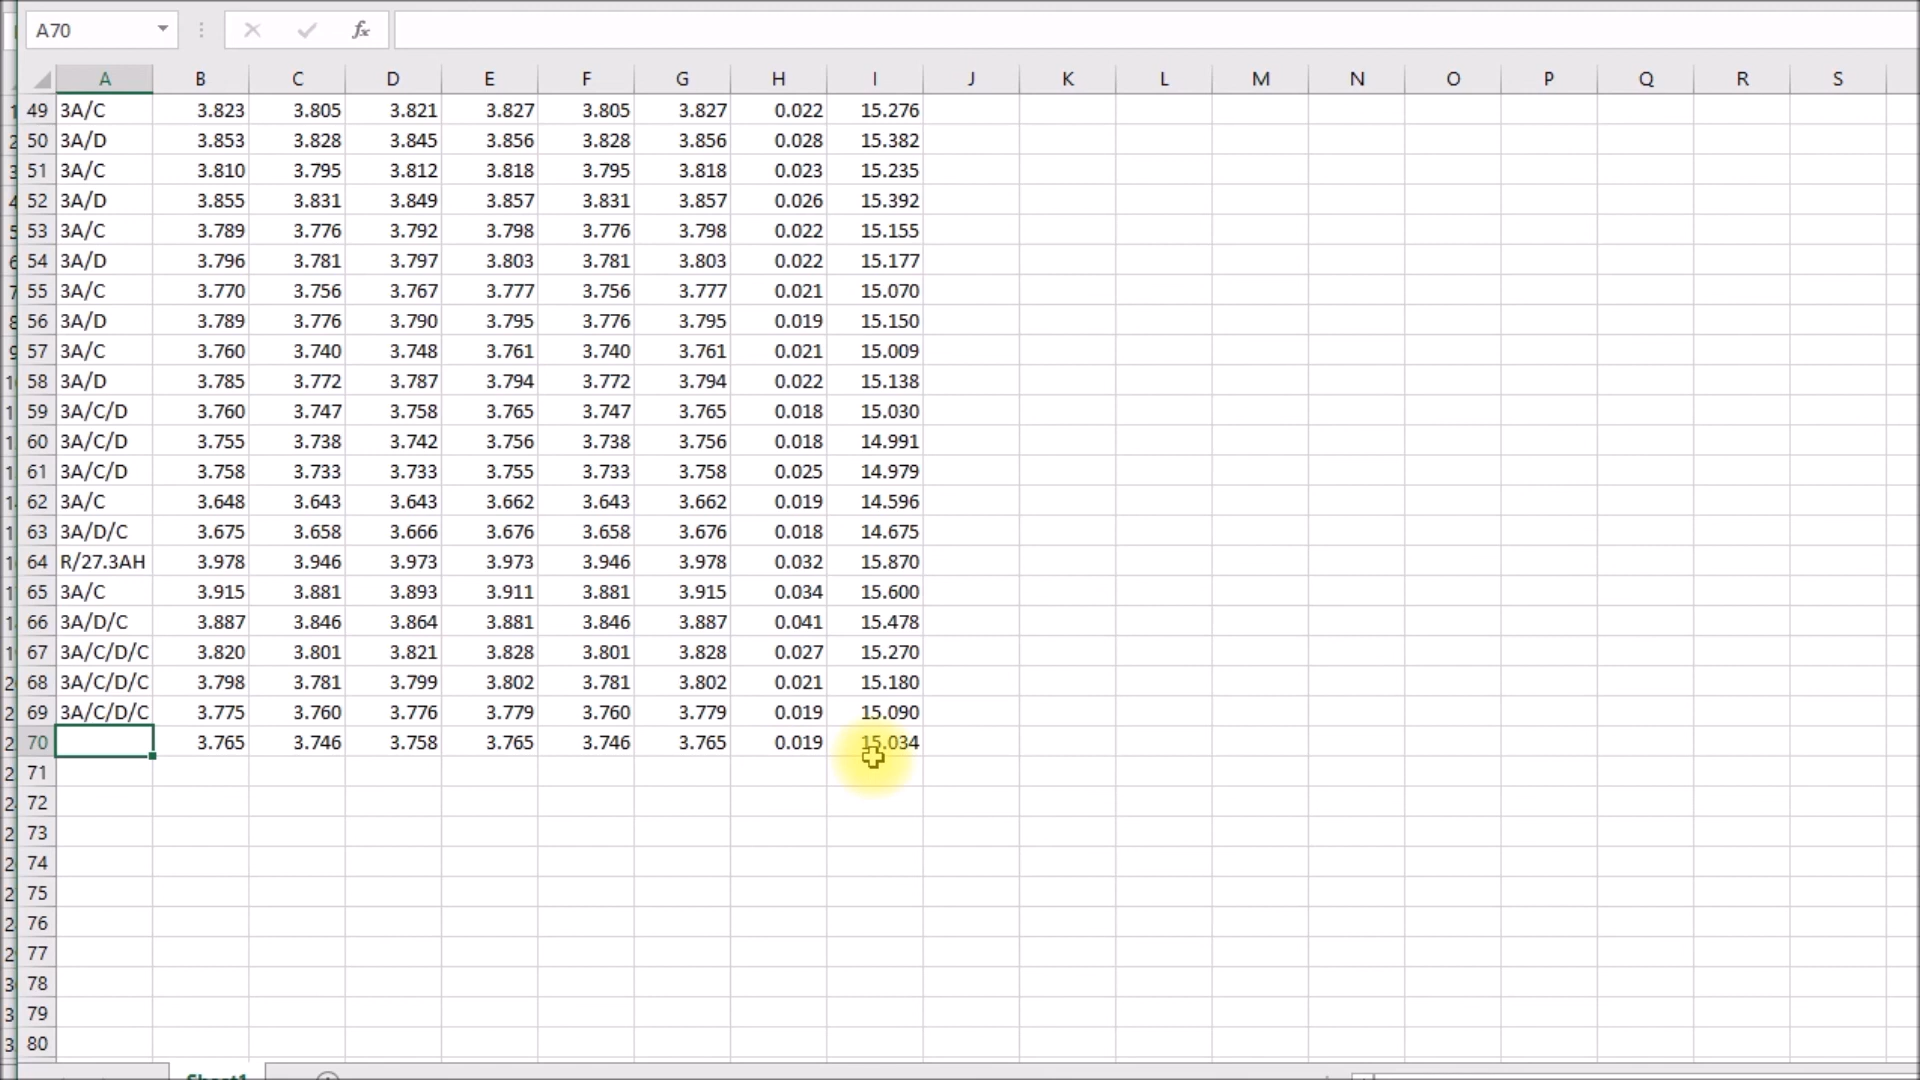 A70 fx
A B C D E F G H I J K L M N O P Q R S
49 3A/C 3.823 3.805 3.821 3.827 3.805 3.827 0.022 15.276
50 3A/D 3.853 3.828 3.845 3.856 3.828 3.856 0.028 15.382
51 3A/C 3.810 3.795 3.812 3.818 3.795 3.818 0.023 15.235
52 3A/D 3.855 3.831 3.849 3.857 3.831 3.857 0.026 15.392
53 3A/C 3.789 3.776 3.792 3.798 3.776 3.798 0.022 15.155
54 3A/D 3.796 3.781 3.797 3.803 3.781 3.803 0.022 15.177
55 3A/C 3.770 3.756 3.767 3.777 3.756 3.777 0.021 15.070
56 3A/D 3.789 3.776 3.790 3.795 3.776 3.795 0.019 15.150
57 3A/C 3.760 3.740 3.748 3.761 3.740 3.761 0.021 15.009
58 3A/D 3.785 3.772 3.787 3.794 3.772 3.794 0.022 15.138
59 3A/C/D 3.760 3.747 3.758 3.765 3.747 3.765 0.018 15.030
60 3A/C/D 3.755 3.738 3.742 3.756 3.738 3.756 0.018 14.991
61 3A/C/D 3.758 3.733 3.733 3.755 3.733 3.758 0.025 14.979
62 3A/C 3.648 3.643 3.643 3.662 3.643 3.662 0.019 14.596
63 3A/D/C 3.675 3.658 3.666 3.676 3.658 3.676 0.018 14.675
64 R/27.3AH 3.978 3.946 3.973 3.973 3.946 3.978 0.032 15.870
65 3A/C 3.915 3.881 3.893 3.911 3.881 3.915 0.034 15.600
66 3A/D/C 3.887 3.846 3.864 3.881 3.846 3.887 0.041 15.478
67 3A/C/D/C 3.820 3.801 3.821 3.828 3.801 3.828 0.027 15.270
68 3A/C/D/C 3.798 3.781 3.799 3.802 3.781 3.802 0.021 15.180
69 3A/C/D/C 3.775 3.760 3.776 3.779 3.760 3.779 0.019 15.090
70 3.765 3.746 3.758 3.765 3.746 3.765 0.019 15.034
71
72
73
74
75
76
77
78
79
80
Sheet1